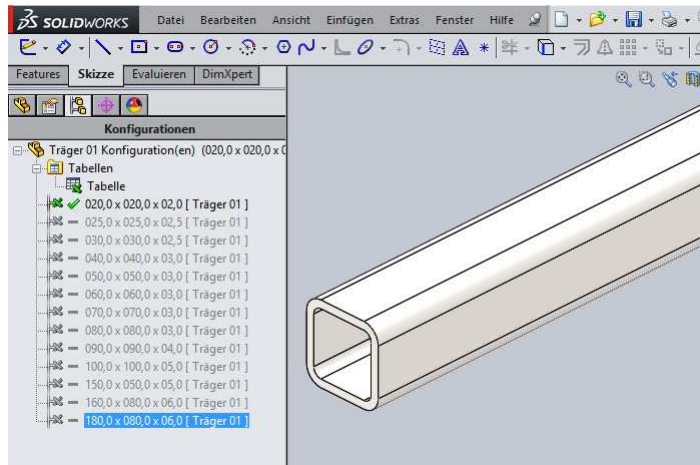 SOLIDWORKS Datei Bearbeiten Ansicht Einfügen Extras Fenster Hilfe
Features Skizze Evaluieren DimXpert
Konfigurationen
Träger 01 Konfiguration(en) (020,0 x 020,0 x 0
Tabellen
Tabelle
020,0 x 020,0 x 02,0 [ Träger 01 ]
025,0 x 025,0 x 02,5 [ Träger 01 ]
030,0 x 030,0 x 02,5 [ Träger 01 ]
040,0 x 040,0 x 03,0 [ Träger 01 ]
050,0 x 050,0 x 03,0 [ Träger 01 ]
060,0 x 060,0 x 03,0 [ Träger 01 ]
070,0 x 070,0 x 03,0 [ Träger 01 ]
080,0 x 080,0 x 03,0 [ Träger 01 ]
090,0 x 090,0 x 04,0 [ Träger 01 ]
100,0 x 100,0 x 05,0 [ Träger 01 ]
150,0 x 050,0 x 05,0 [ Träger 01 ]
160,0 x 080,0 x 06,0 [ Träger 01 ]
180,0 x 080,0 x 06,0 [ Träger 01 ]